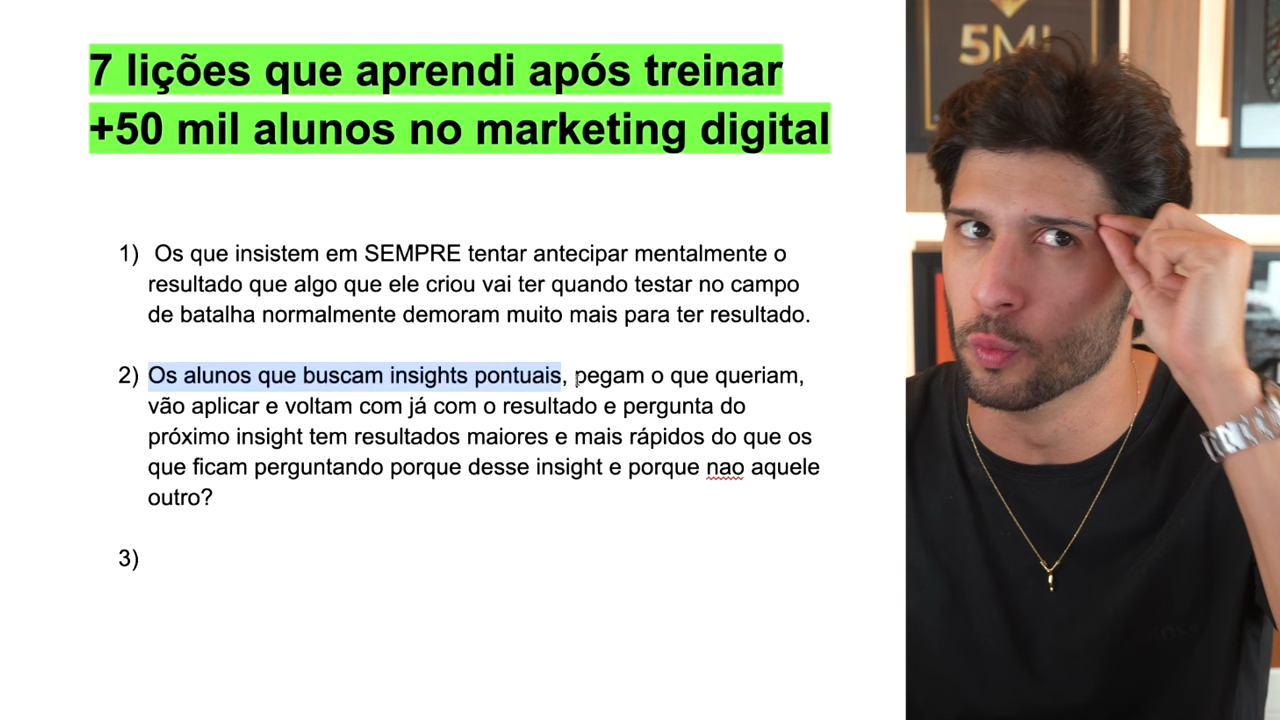 7 lições que aprendi após treinar
+50 mil alunos no marketing digital
1) Os que insistem em SEMPRE tentar antecipar mentalmente o
resultado que algo que ele criou vai ter quando testar no campo
de batalha normalmente demoram muito mais para ter resultado.
2) Os alunos que buscam insights pontuais, pegam o que queriam,
vão aplicar e voltam com já com o resultado e pergunta do
próximo insight tem resultados maiores e mais rápidos do que os
que ficam perguntando porque desse insight e porque nao aquele
outro?
3)